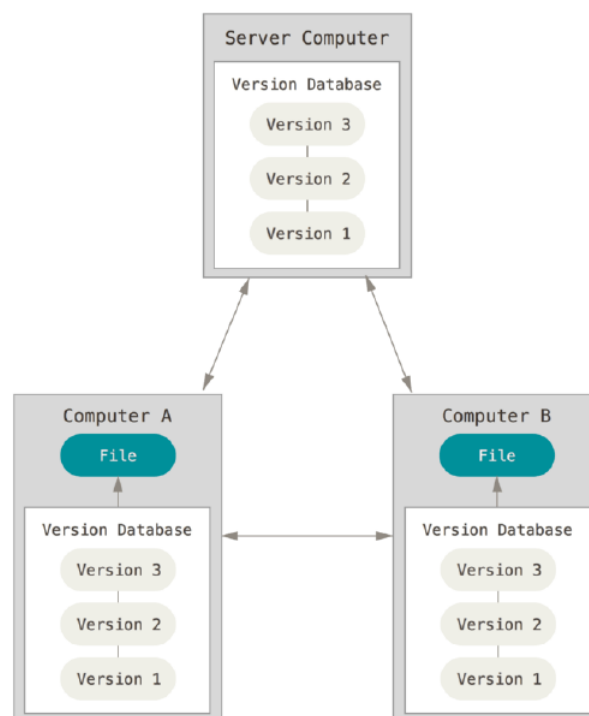 Server Computer
Version Database
Version 3
Version 2
Version 1
Computer A
File
Version Database
Version 3
Version 2
Version 1
Computer B
File
Version Database
Version 3
Version 2
Version 1